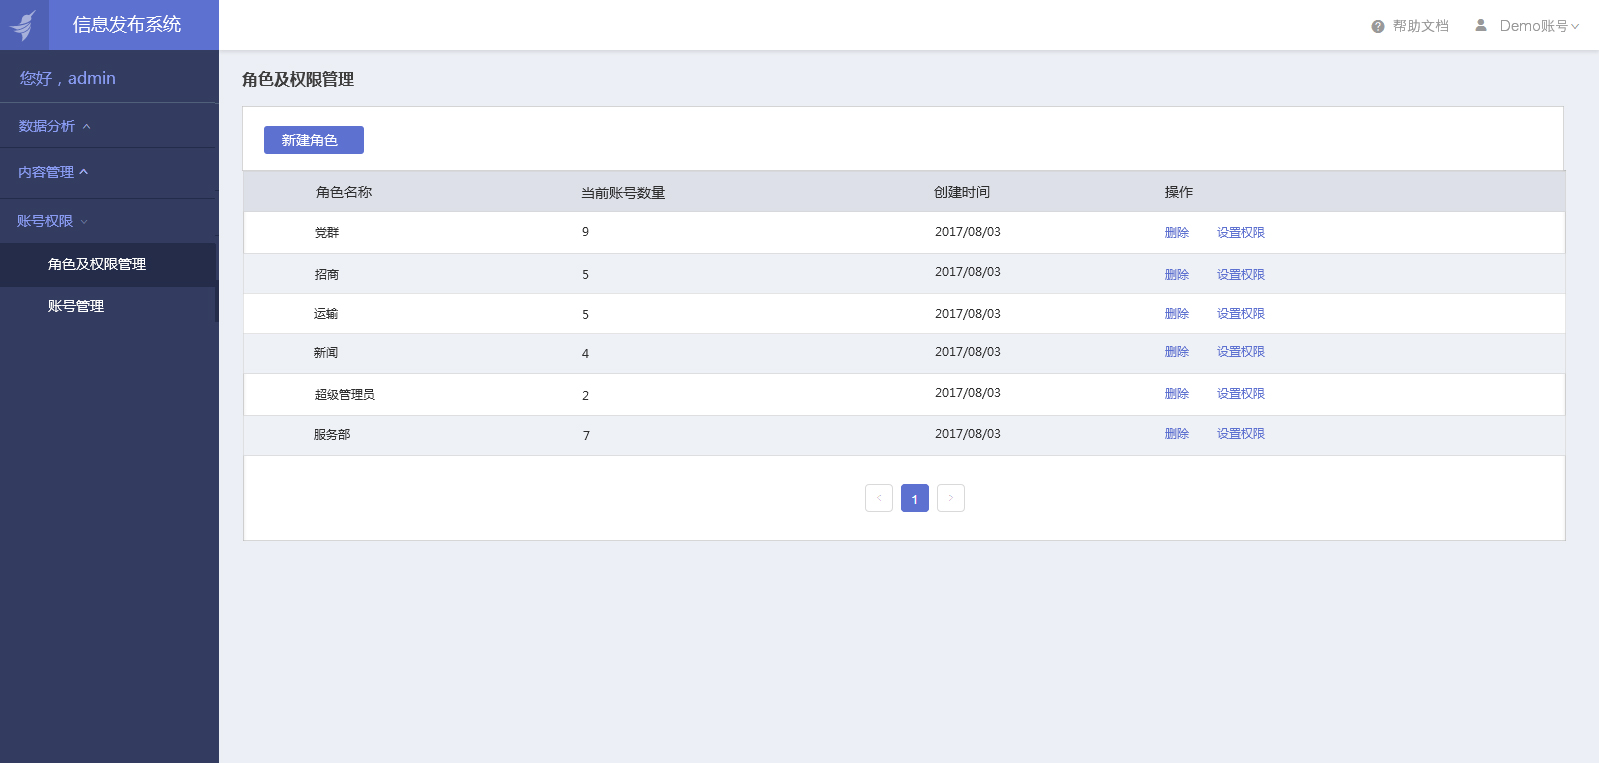 信息发布系统
帮助文档
Demo账号
您好，admin
数据分析
内容管理
账号权限
角色及权限管理
账号管理
角色及权限管理
新建角色
角色名称 当前账号数量 创建时间 操作
党群 9 2017/08/03 删除 设置权限
招商 5 2017/08/03 删除 设置权限
运输 5 2017/08/03 删除 设置权限
新闻 4 2017/08/03 删除 设置权限
超级管理员 2 2017/08/03 删除 设置权限
服务部 7 2017/08/03 删除 设置权限
< 1 >